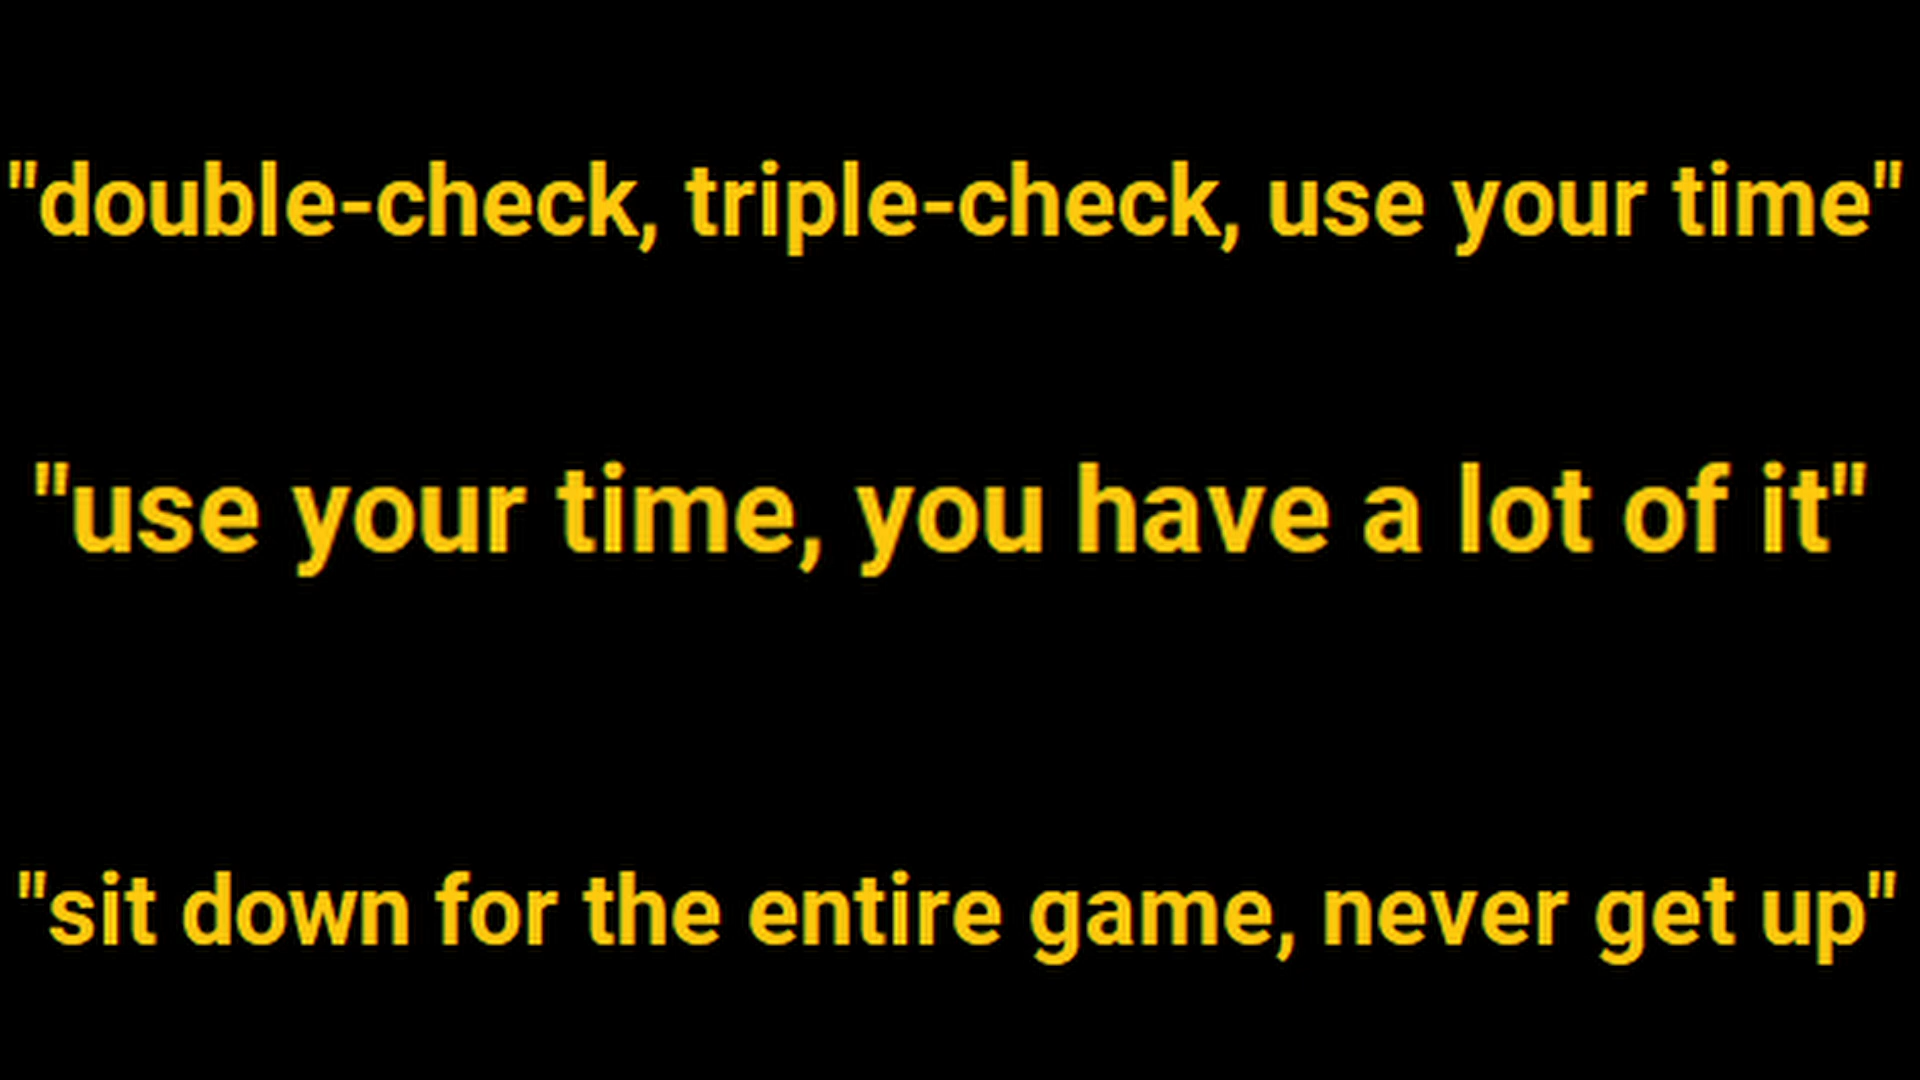 "double-check, triple-check, use your time"
"use your time, you have a lot of it"
"sit down for the entire game, never get up"